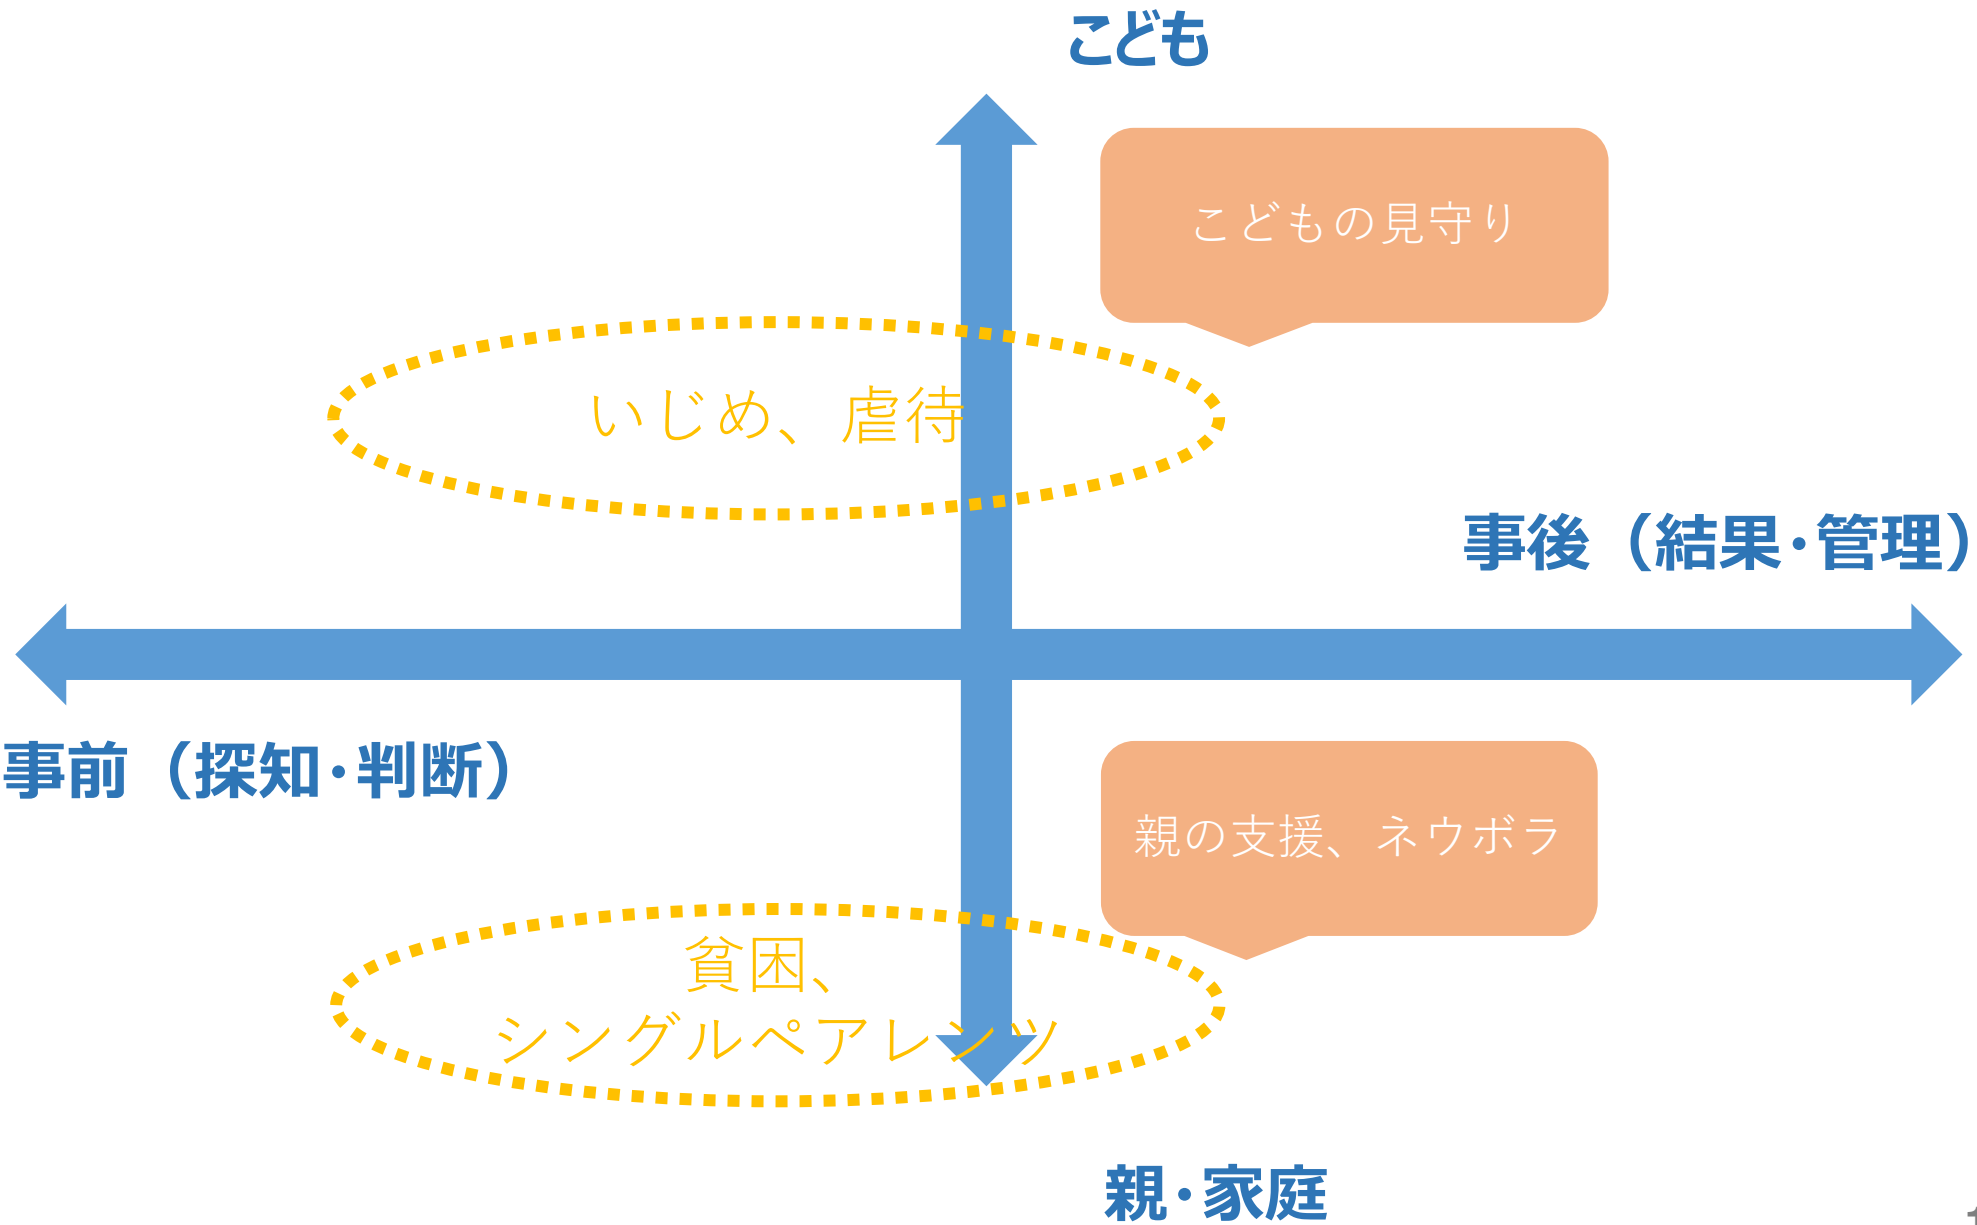 こども
こどもの見守り
いじめ、虐待
事後（結果・管理）
事前（探知・判断）
親の支援、ネウボラ
貧困、
シングルペアレンツ
親・家庭